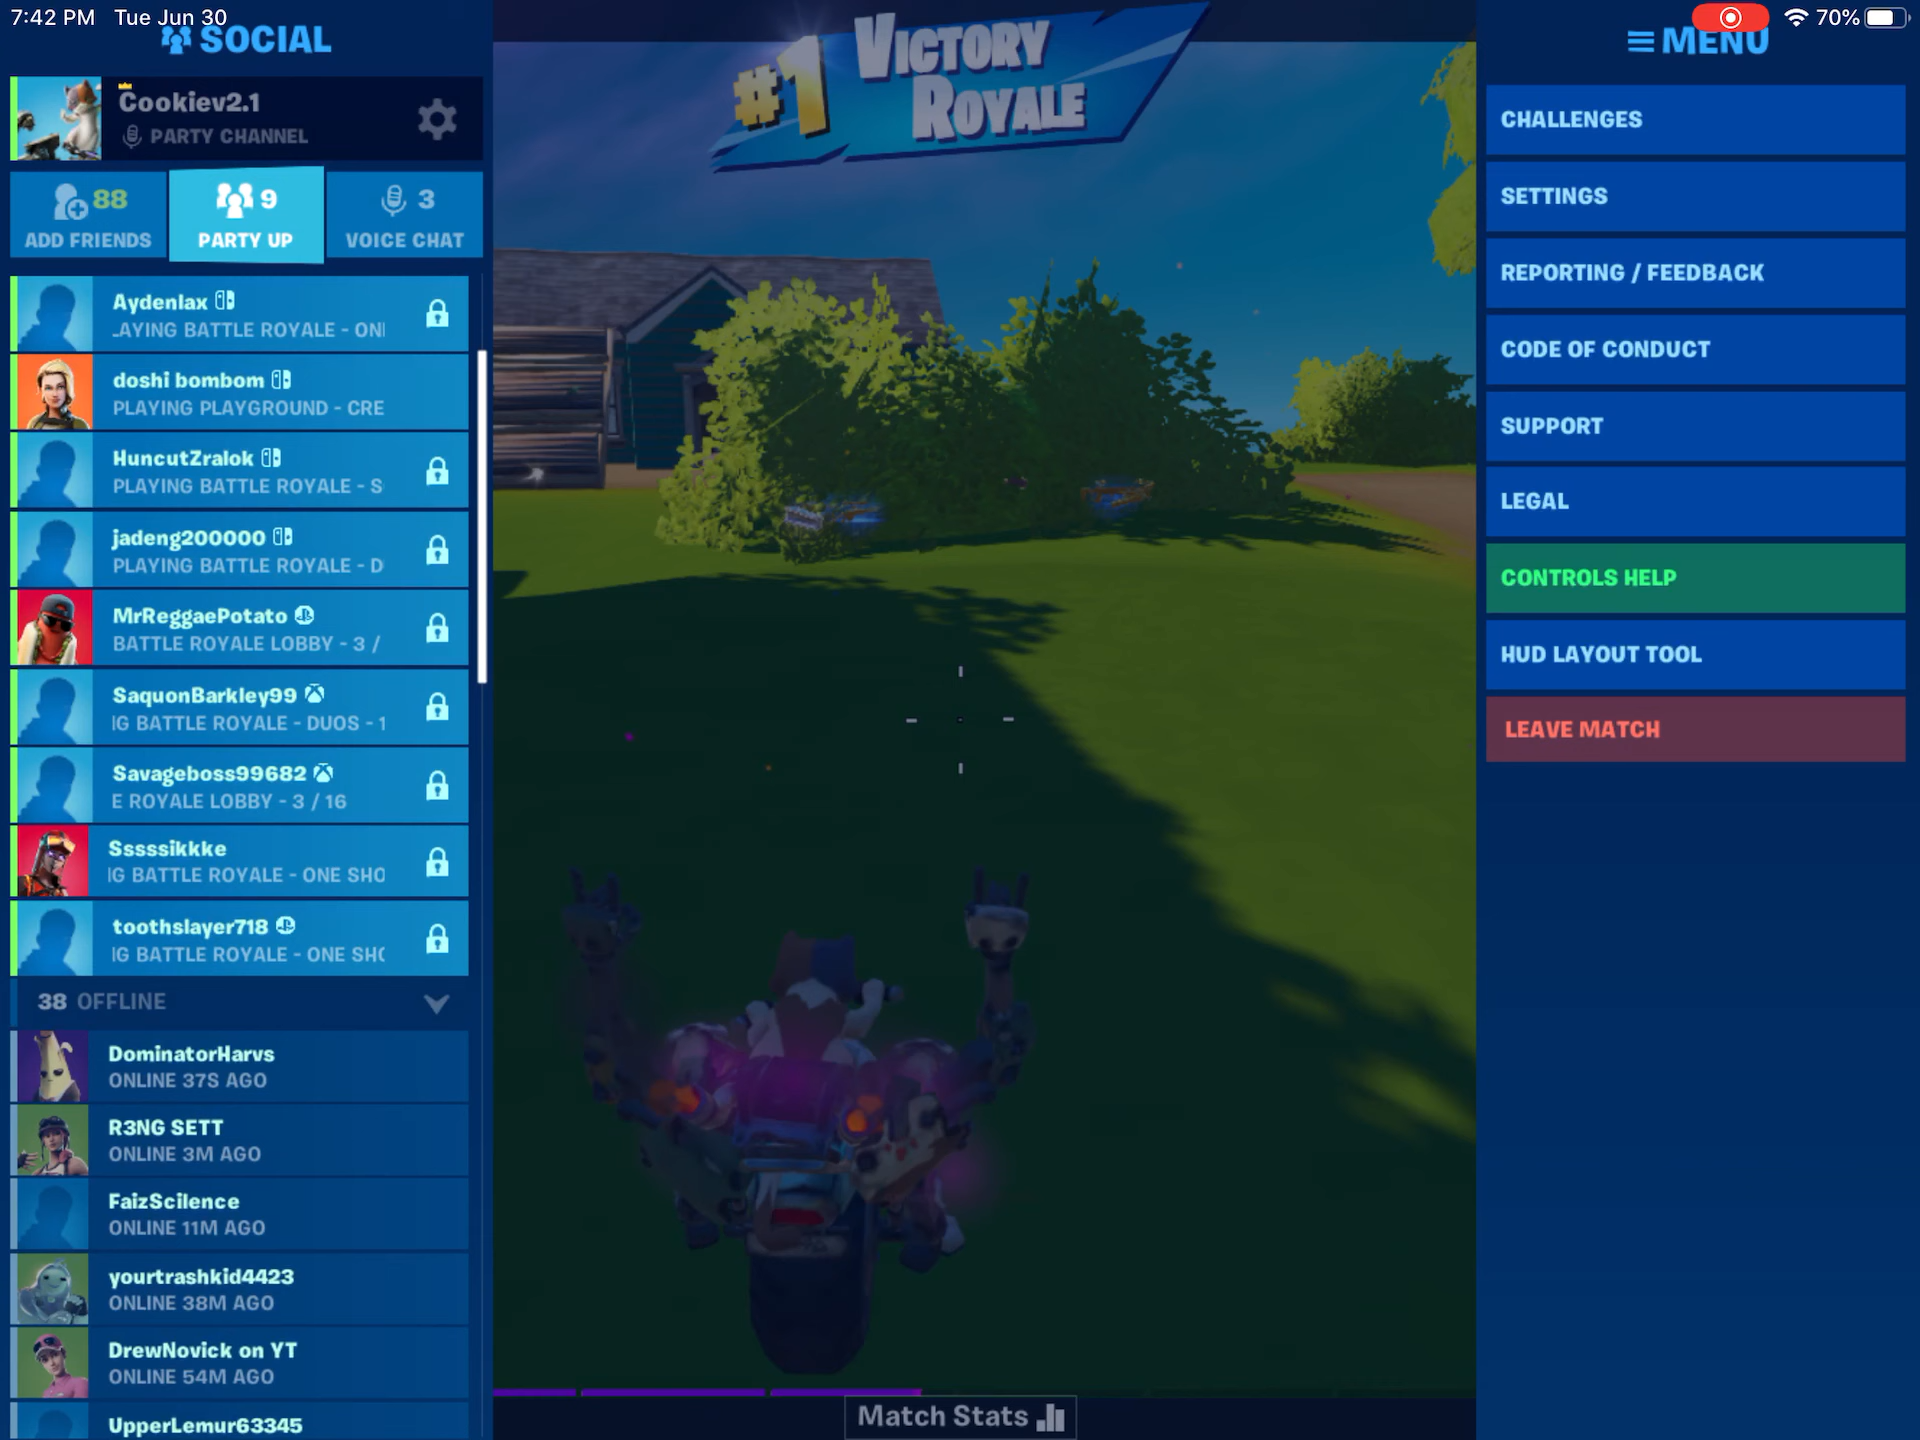 7:42 PM Tue Jun 30
70%
SOCIAL
Cookiev2.1
PARTY CHANNEL
88
ADD FRIENDS
9
PARTY UP
3
VOICE CHAT
Aydenlax
AYING BATTLE ROYALE - ON
doshi bombom
PLAYING PLAYGROUND - CRE
HuncutZralok
PLAYING BATTLE ROYALE - S
jadeng200000
PLAYING BATTLE ROYALE - D
MrReggaePotato
BATTLE ROYALE LOBBY - 3 /
SaquonBarkley99
IG BATTLE ROYALE - DUOS - 1
Savageboss99682
E ROYALE LOBBY - 3 / 16
Sssssikkke
IG BATTLE ROYALE - ONE SHO
toothslayer718
IG BATTLE ROYALE - ONE SHO
38 OFFLINE
DominatorHarvs
ONLINE 37S AGO
R3NG SETT
ONLINE 3M AGO
FaizScilence
ONLINE 11M AGO
yourtrashkid4423
ONLINE 38M AGO
DrewNovick on YT
ONLINE 54M AGO
UpperLemur63345
#1 VICTORY
ROYALE
Match Stats
MENU
CHALLENGES
SETTINGS
REPORTING / FEEDBACK
CODE OF CONDUCT
SUPPORT
LEGAL
CONTROLS HELP
HUD LAYOUT TOOL
LEAVE MATCH